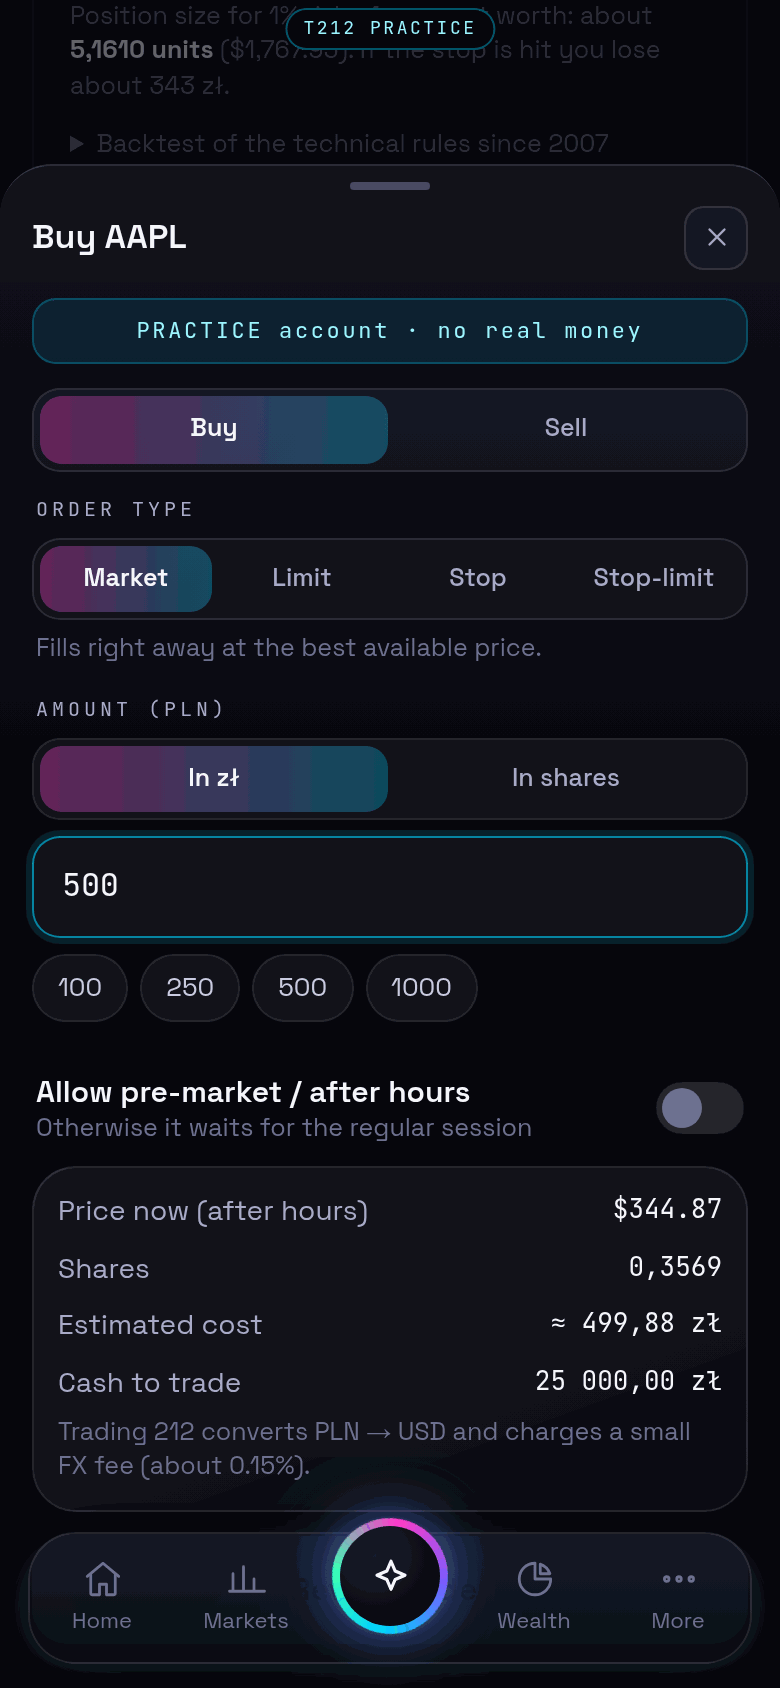 Position size for 1% worth: about
T212 PRACTICE
5,1610 units ($1,767.93). If the stop is hit you lose
about 343 zł.
▶ Backtest of the technical rules since 2007
Buy AAPL
PRACTICE account · no real money
Buy Sell
ORDER TYPE
Market Limit Stop Stop-limit
Fills right away at the best available price.
AMOUNT (PLN)
In zł In shares
500
100 250 500 1000
Allow pre-market / after hours
Otherwise it waits for the regular session
Price now (after hours) $344.87
Shares 0,3569
Estimated cost ≈ 499,88 zł
Cash to trade 25 000,00 zł
Trading 212 converts PLN → USD and charges a small
FX fee (about 0.15%).
Home Markets Wealth More